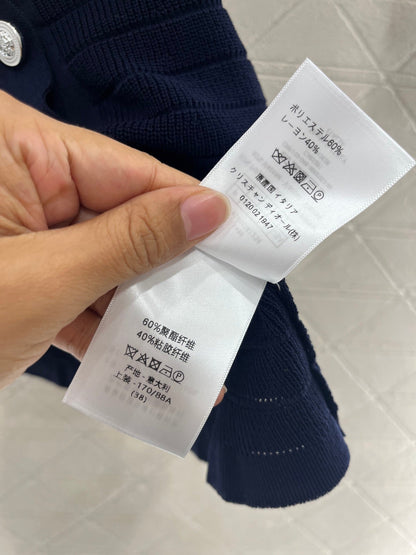 ポリエステル60%
レーヨン40%
原産国 イタリア
クリスチャン ディオール(株)
0120021947
60%聚酯纤维
40%粘胶纤维
P
产地 - 意大利
上装 - 170/88A
(38)